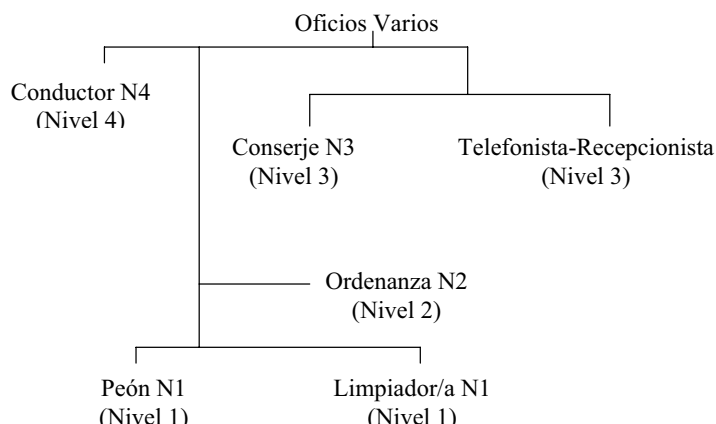 Oficios Varios
Conductor N4
(Nivel 4)
Conserje N3
(Nivel 3)
Telefonista-Recepcionista
(Nivel 3)
Ordenanza N2
(Nivel 2)
Peón N1
(Nivel 1)
Limpiador/a N1
(Nivel 1)